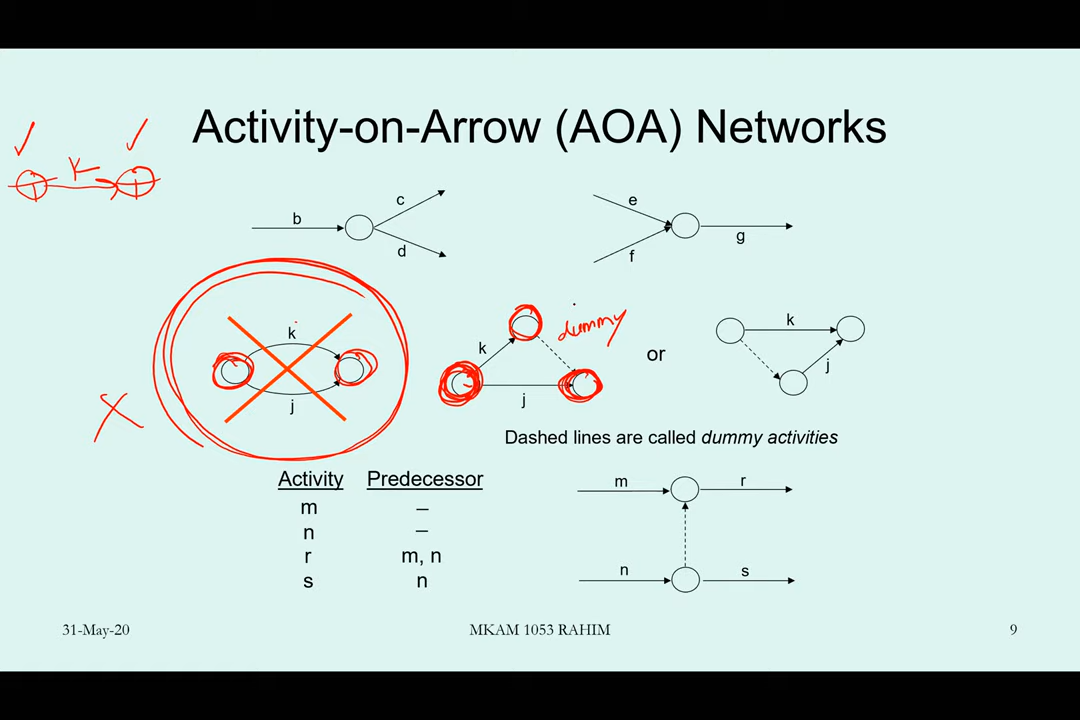 Activity-on-Arrow (AOA) Networks
K
b
c
d
e
f
g
k
j
k
j
dummy
or
k
j
Dashed lines are called dummy activities
Activity Predecessor
m –
n –
r m, n
s n
m r
n s
31-May-20 MKAM 1053 RAHIM 9